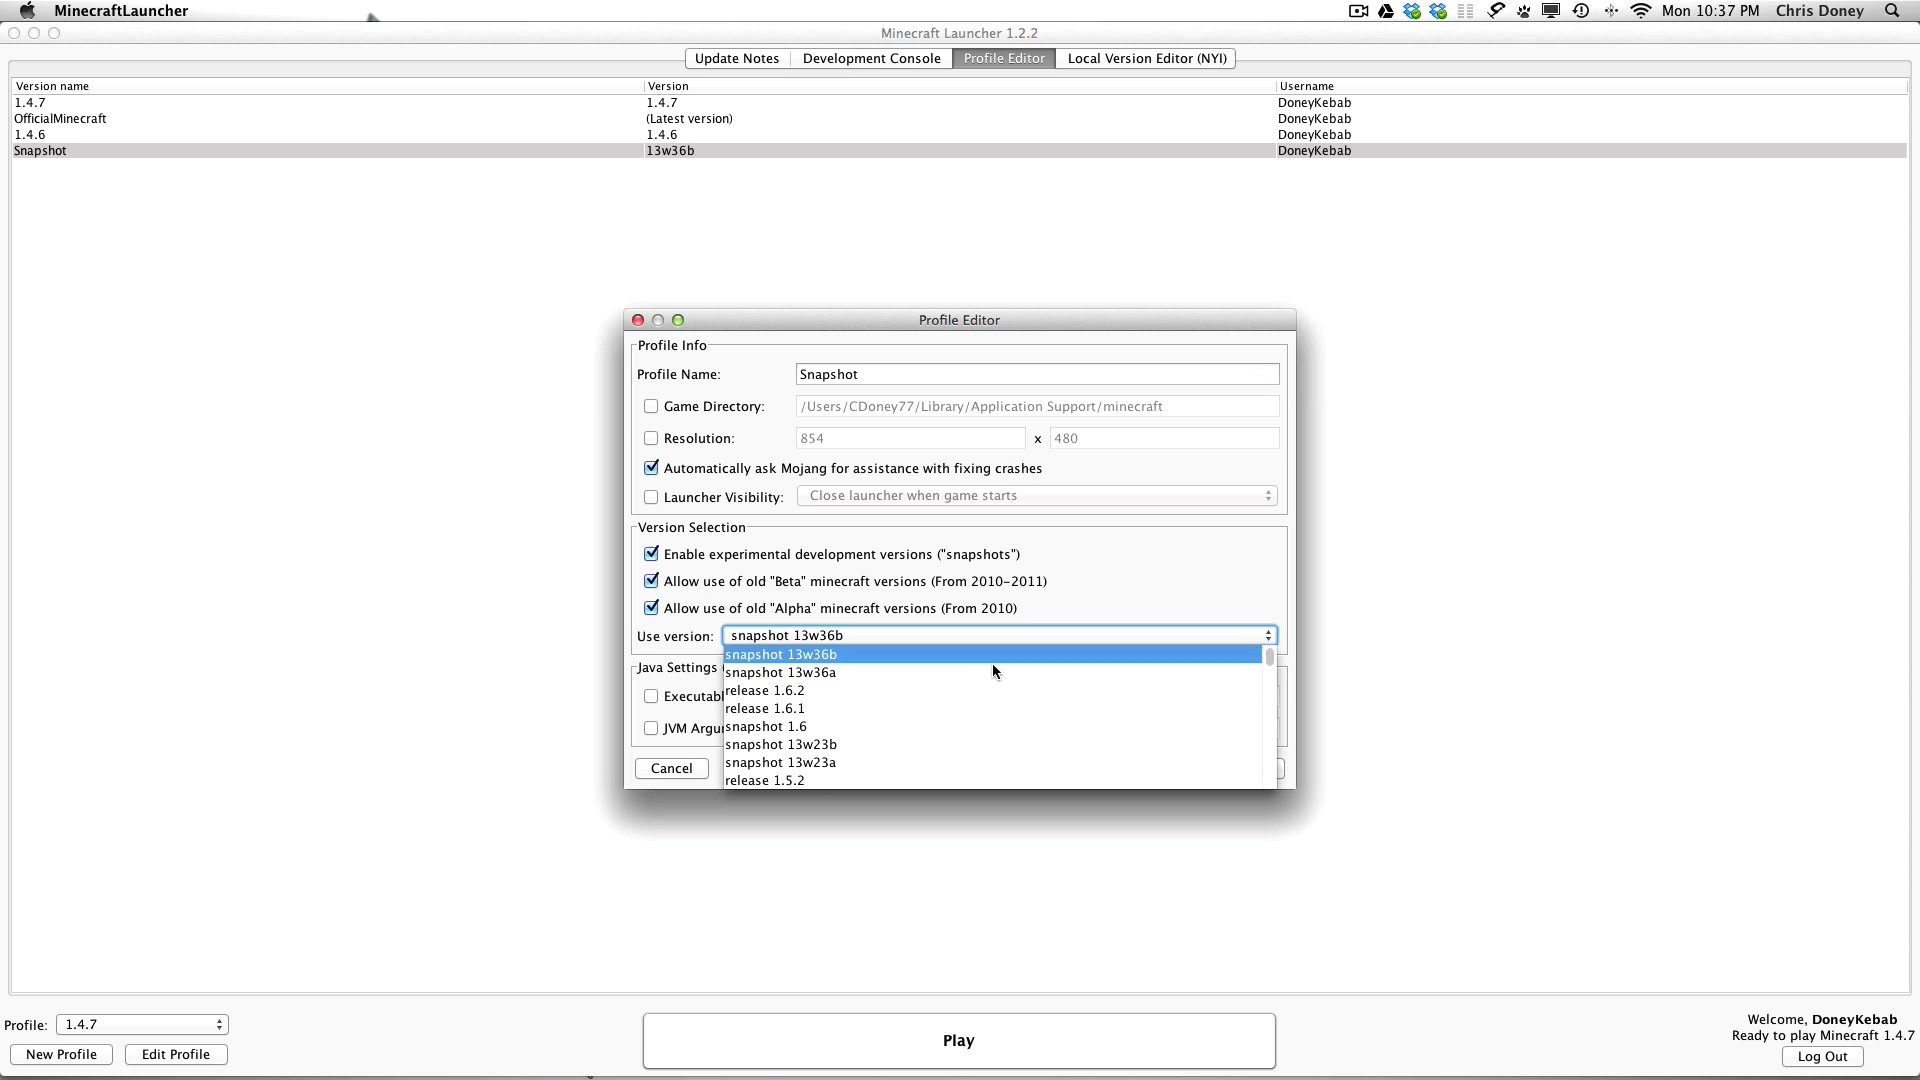 MinecraftLauncher Mon 10:37 PM Chris Doney
Minecraft Launcher 1.2.2
Update Notes Development Console Profile Editor Local Version Editor (NYI)
Version name Version Username
1.4.7 1.4.7 DoneyKebab
OfficialMinecraft (Latest version) DoneyKebab
1.4.6 1.4.6 DoneyKebab
Snapshot 13w36b DoneyKebab
Profile Editor
Profile Info
Profile Name: Snapshot
Game Directory: /Users/CDoney77/Library/Application Support/minecraft
Resolution: 854 x 480
Automatically ask Mojang for assistance with fixing crashes
Launcher Visibility: Close launcher when game starts
Version Selection
Enable experimental development versions ("snapshots")
Allow use of old "Beta" minecraft versions (From 2010-2011)
Allow use of old "Alpha" minecraft versions (From 2010)
Use version: snapshot 13w36b
snapshot 13w36b
Java Settings
snapshot 13w36a
Executabl
release 1.6.2
release 1.6.1
JVM Argu
snapshot 1.6
snapshot 13w23b
snapshot 13w23a
Cancel
release 1.5.2
Profile: 1.4.7
New Profile Edit Profile
Play
Welcome, DoneyKebab
Ready to play Minecraft 1.4.7
Log Out